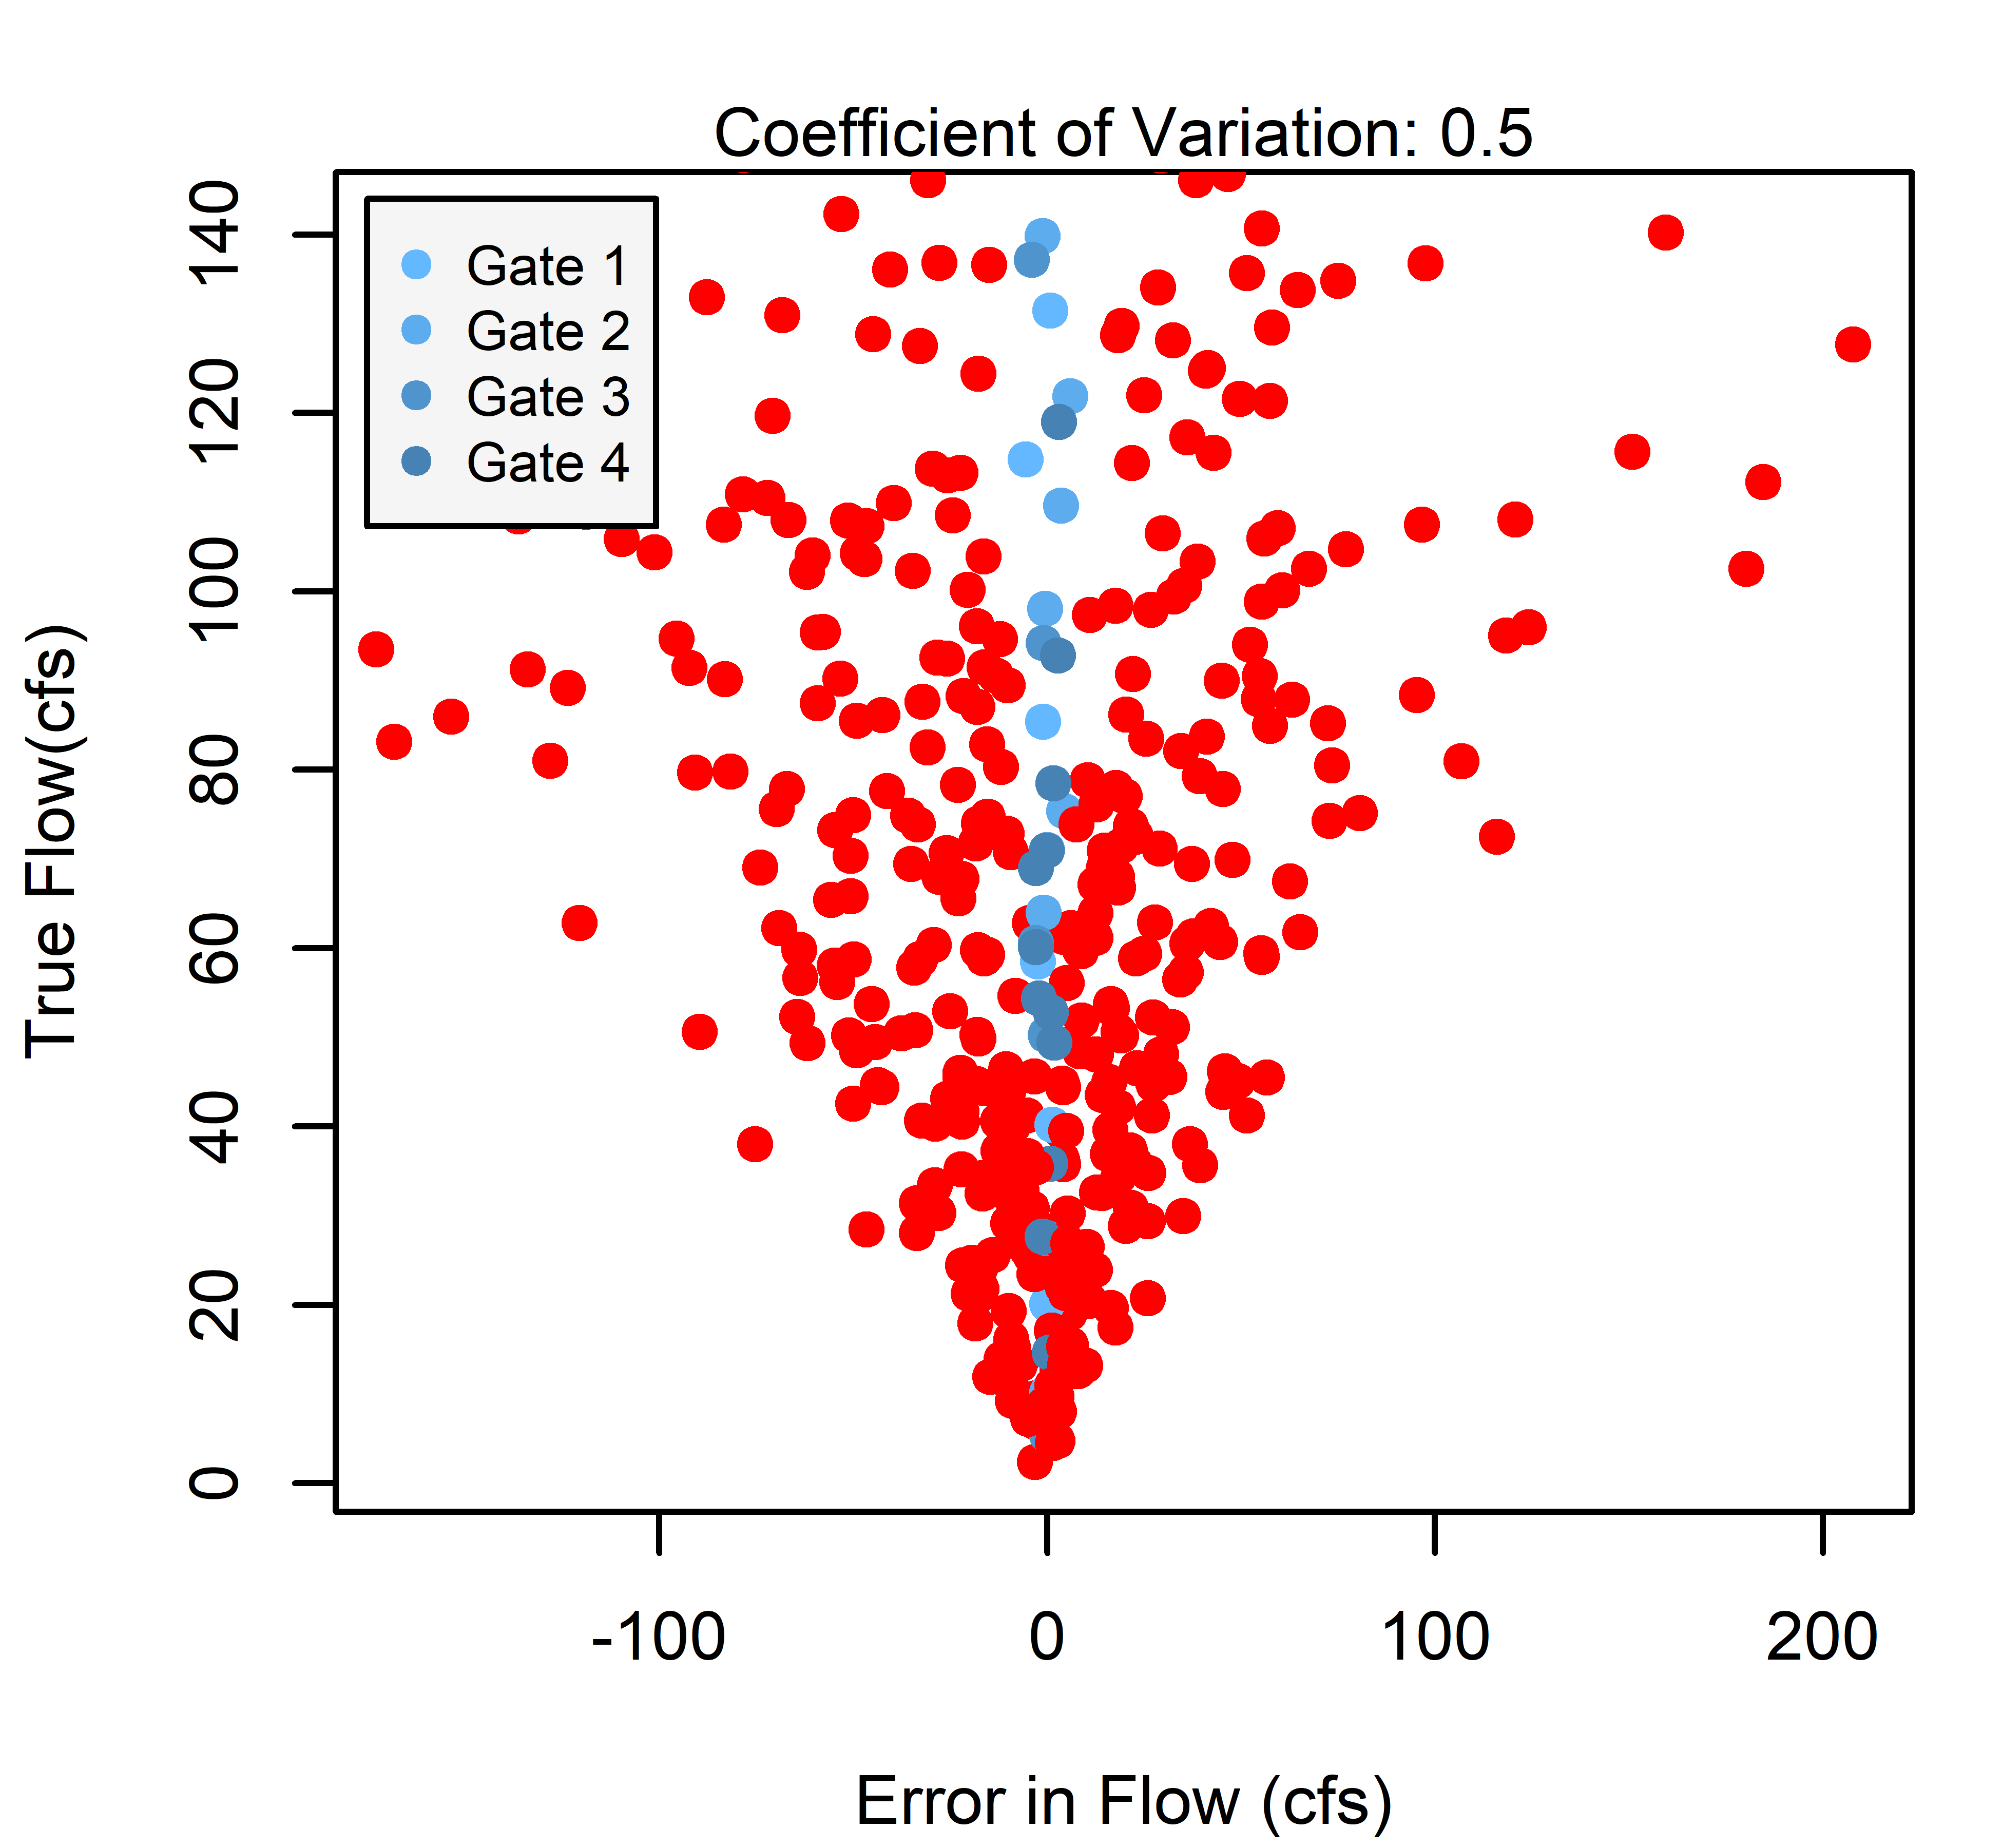 Coefficient of Variation: 0.5
Gate 1
Gate 2
Gate 3
Gate 4
True Flow(cfs)
140
120
100
80
60
40
20
0
-100 0 100 200
Error in Flow (cfs)